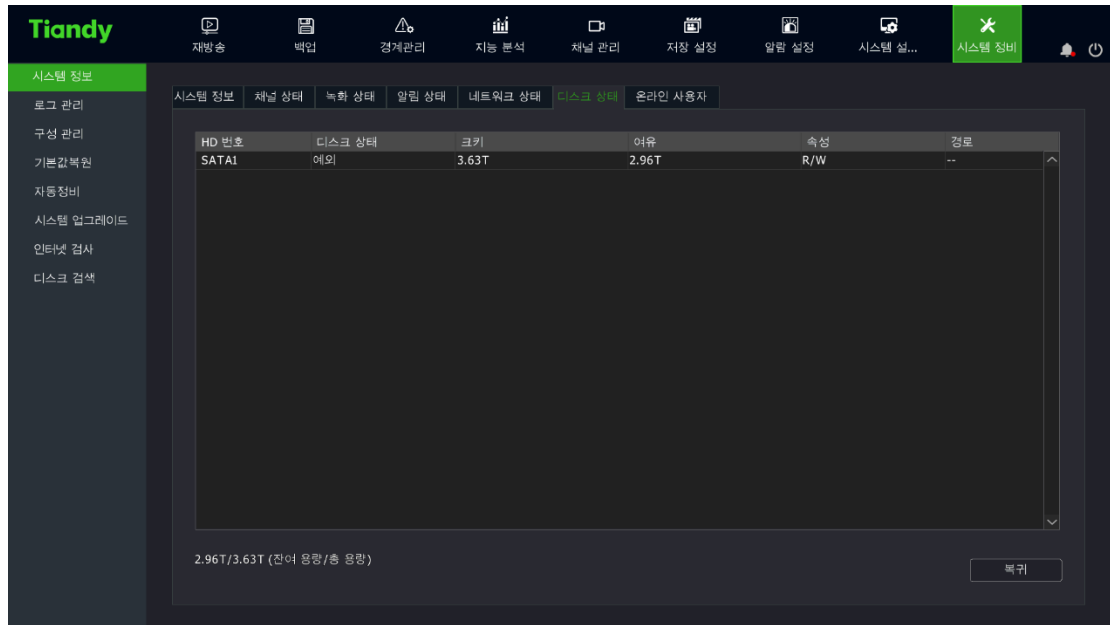 Tiandy
재방송 백업 경계관리 지능 분석 채널 관리 저장 설정 알람 설정 시스템 설... 시스템 정비
시스템 정보
로그 관리
구성 관리
기본값복원
자동정비
시스템 업그레이드
인터넷 검사
디스크 검색
시스템 정보 채널 상태 녹화 상태 알림 상태 네트워크 상태 디스크 상태 온라인 사용자
HD 번호 디스크 상태 크키 여유 속성 경로
SATA1 예외 3.63T 2.96T R/W --
2.96T/3.63T (잔여 용량/총 용량)
복귀